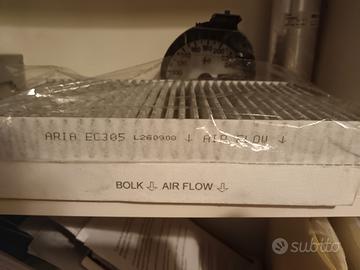 ARIA EC305 L260900 ↓ AIR FLOW ↓
BOLK ⇩ AIR FLOW ⇩
subito